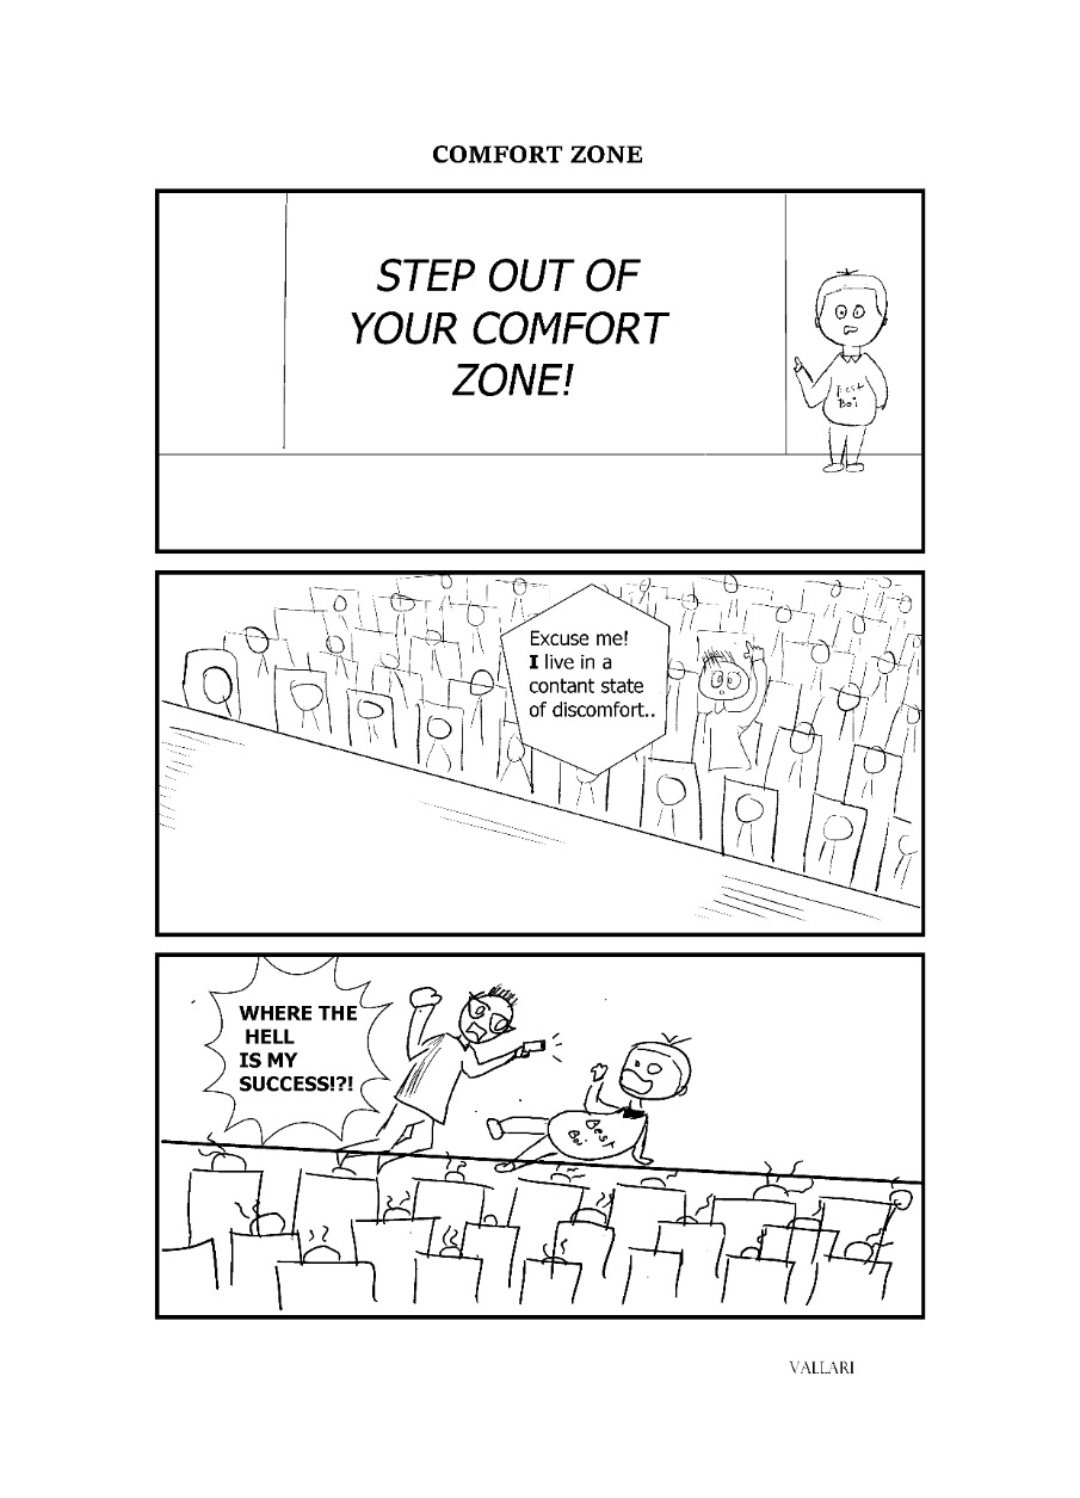 COMFORT ZONE
STEP OUT OF
YOUR COMFORT
ZONE!
Best
Boi
Excuse me!
I live in a
contant state
of discomfort..
WHERE THE
HELL
IS MY
SUCCESS!?!
Best
Boi
VALLARI